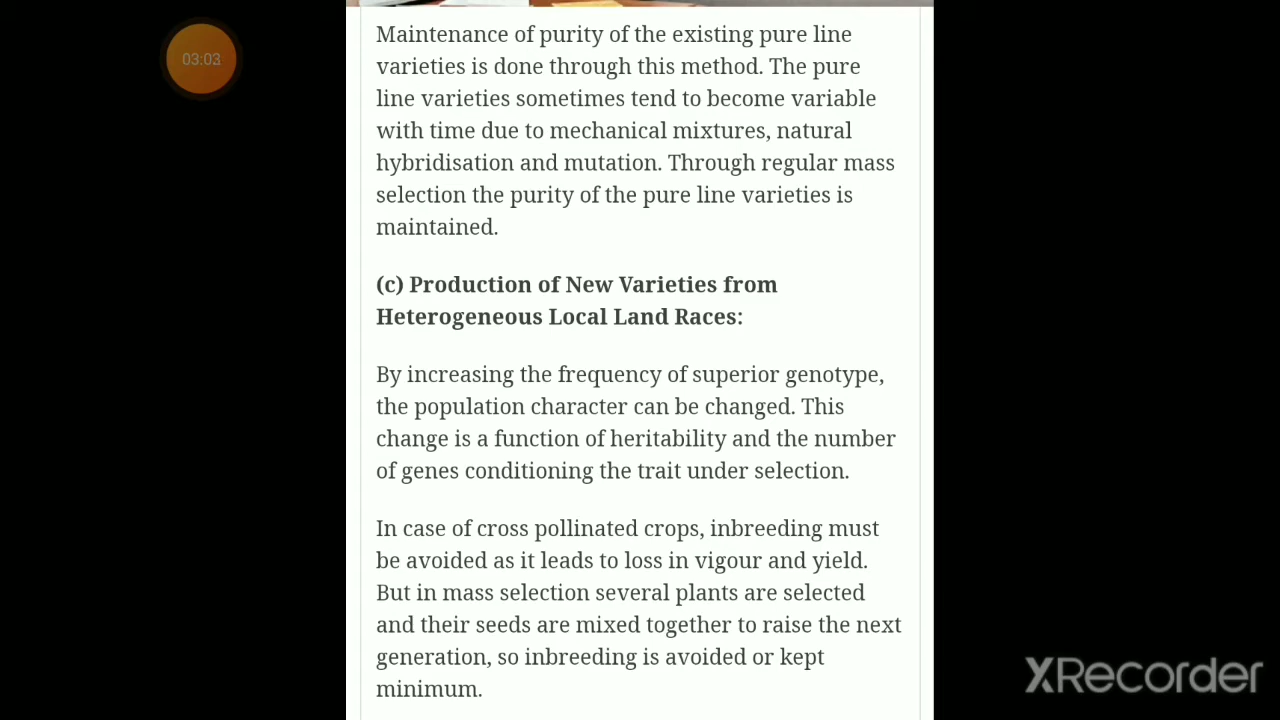 03:03
Maintenance of purity of the existing pure line
varieties is done through this method. The pure
line varieties sometimes tend to become variable
with time due to mechanical mixtures, natural
hybridisation and mutation. Through regular mass
selection the purity of the pure line varieties is
maintained.
(c) Production of New Varieties from
Heterogeneous Local Land Races:
By increasing the frequency of superior genotype,
the population character can be changed. This
change is a function of heritability and the number
of genes conditioning the trait under selection.
In case of cross pollinated crops, inbreeding must
be avoided as it leads to loss in vigour and yield.
But in mass selection several plants are selected
and their seeds are mixed together to raise the next
generation, so inbreeding is avoided or kept
minimum.
XRecorder